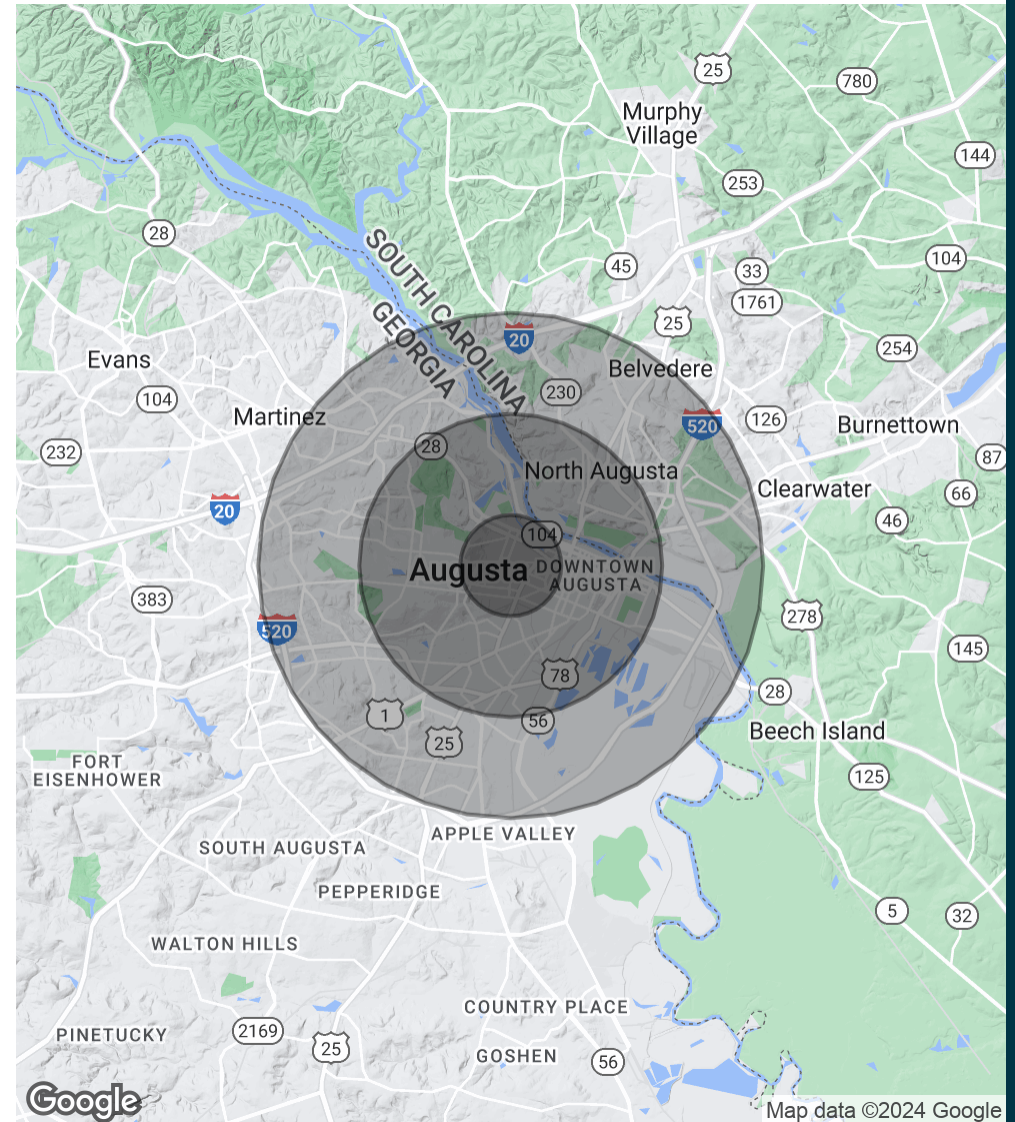 25
780
Murphy
Village
144
253
28
SOUTH CAROLINA
GEORGIA
45
33
104
1761
25
20
254
Evans
Belvedere
104
230
Martinez
520
126
Burnettown
28
232
87
North Augusta
Clearwater
66
20
46
104
Augusta
DOWNTOWN
AUGUSTA
383
278
520
145
78
28
1
56
25
Beech Island
FORT
EISENHOWER
125
APPLE VALLEY
SOUTH AUGUSTA
PEPPERIDGE
5
32
WALTON HILLS
COUNTRY PLACE
2169
PINETUCKY
25
GOSHEN
56
Google
Map data ©2024 Google